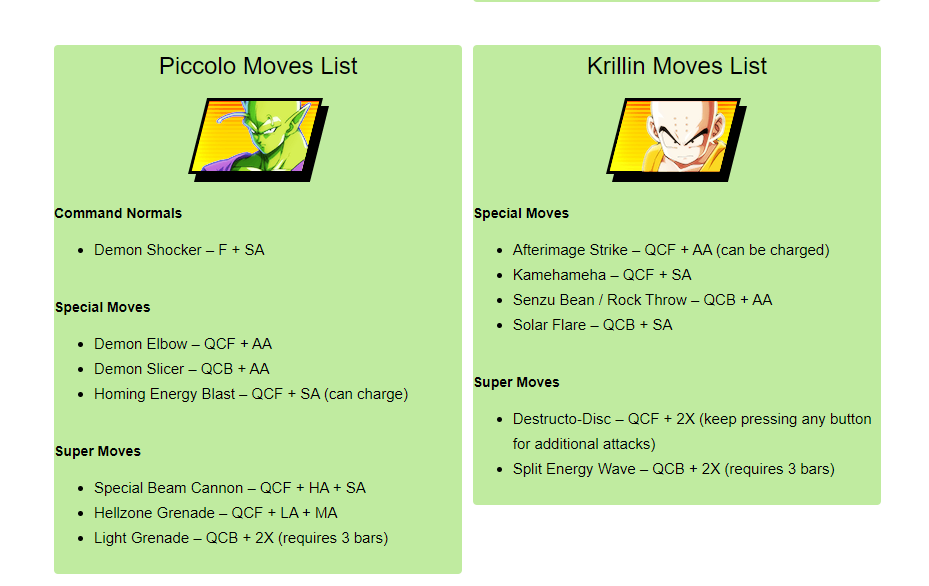 Piccolo Moves List
Command Normals
Demon Shocker – F + SA
Special Moves
Demon Elbow – QCF + AA
Demon Slicer – QCB + AA
Homing Energy Blast – QCF + SA (can charge)
Super Moves
Special Beam Cannon – QCF + HA + SA
Hellzone Grenade – QCF + LA + MA
Light Grenade – QCB + 2X (requires 3 bars)
Krillin Moves List
Special Moves
Afterimage Strike – QCF + AA (can be charged)
Kamehameha – QCF + SA
Senzu Bean / Rock Throw – QCB + AA
Solar Flare – QCB + SA
Super Moves
Destructo-Disc – QCF + 2X (keep pressing any button
for additional attacks)
Split Energy Wave – QCB + 2X (requires 3 bars)